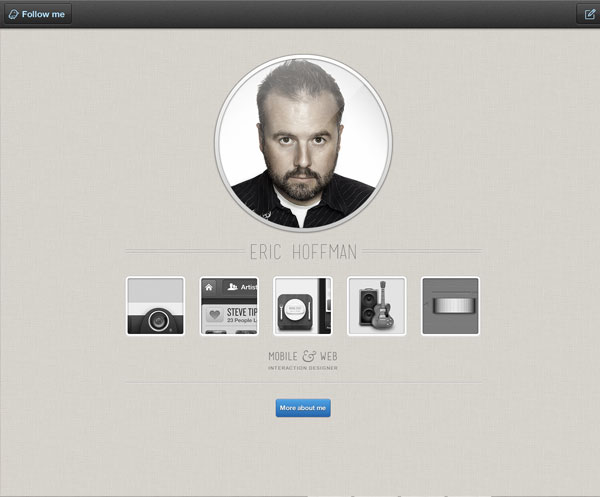 Follow me
ERIC HOFFMAN
Artist
STEVE TIP
23 People L
MOBILE & WEB
INTERACTION DESIGNER
More about me